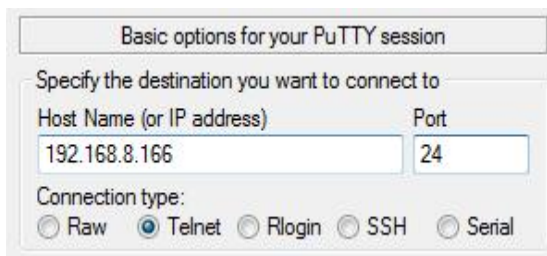 Basic options for your PuTTY session
Specify the destination you want to connect to
Host Name (or IP address) Port
192.168.8.166 24
Connection type:
Raw Telnet Rlogin SSH Serial